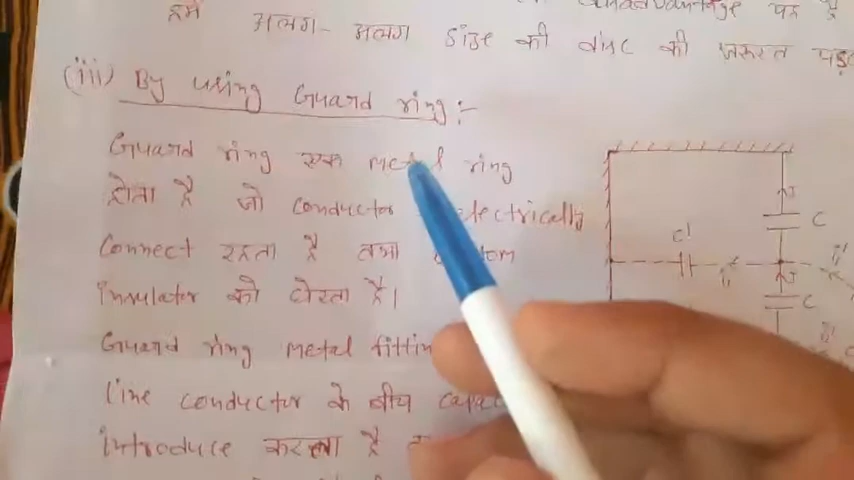 हमें अलग- अलग size की disc की जरूरत
(iii) By using Guard ring:-
Guard ring एक metal ring
होता है जो conductor electrically
Connect रहता है तथा
Insulator को घेरता है।
Guard ring metal fittin
line conductor के बीच capac
introduce करता है
C
C'
C